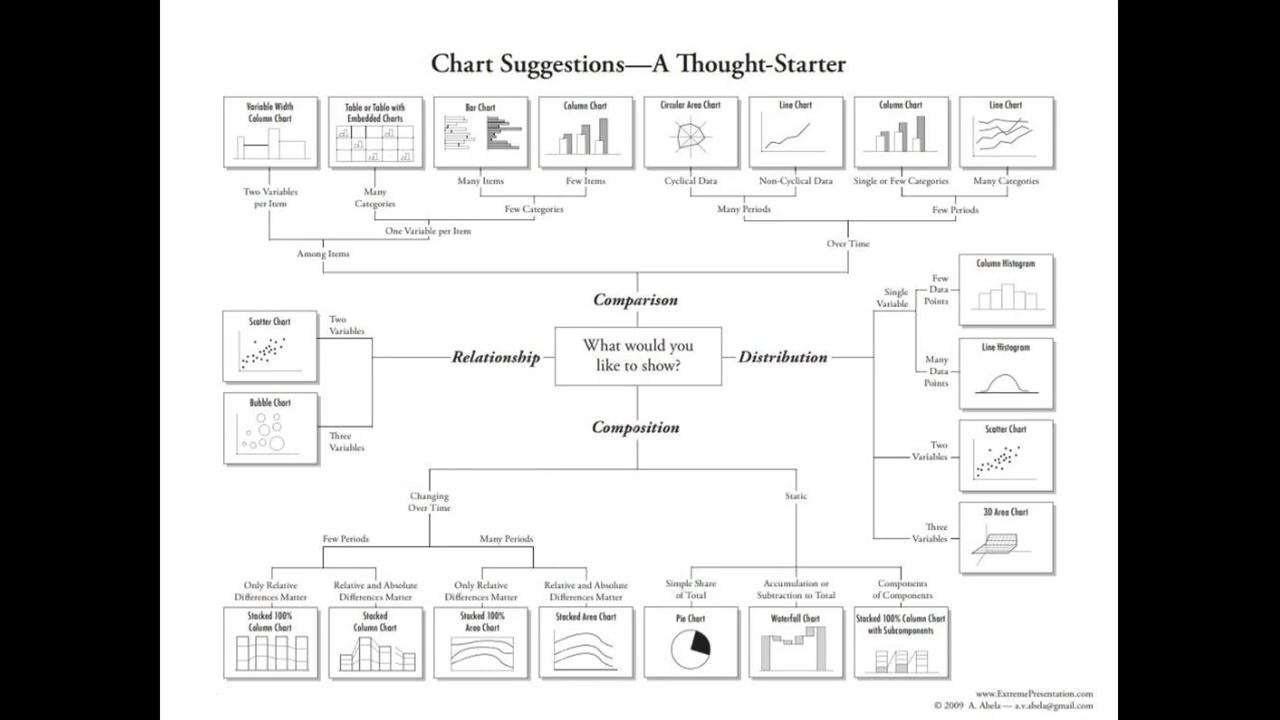 Chart Suggestions—A Thought-Starter
Variable Width
Column Chart
Table or Table with
Embedded Charts
Bar Chart
Column Chart
Circular Area Chart
Line Chart
Column Chart
Line Chart
Two Variables
per Item
Many
Categories
Many Items
Few Items
Cyclical Data
Non-Cyclical Data
Single or Few Categories
Many Categories
Few Categories
Many Periods
Few Periods
One Variable per Item
Among Items
Over Time
Comparison
What would you
like to show?
Relationship
Two
Variables
Scatter Chart
Three
Variables
Bubble Chart
Distribution
Single
Variable
Few
Data
Points
Column Histogram
Many
Data
Points
Line Histogram
Two
Variables
Scatter Chart
Three
Variables
3D Area Chart
Composition
Changing
Over Time
Static
Few Periods
Many Periods
Only Relative
Differences Matter
Relative and Absolute
Differences Matter
Only Relative
Differences Matter
Relative and Absolute
Differences Matter
Simple Share
of Total
Accumulation or
Subtraction to Total
Components
of Components
Stacked 100%
Column Chart
Stacked
Column Chart
Stacked 100%
Area Chart
Stacked Area Chart
Pie Chart
Waterfall Chart
Stacked 100% Column Chart
with Subcomponents
www.ExtremePresentation.com
© 2009 A. Abela — a.v.abela@gmail.com